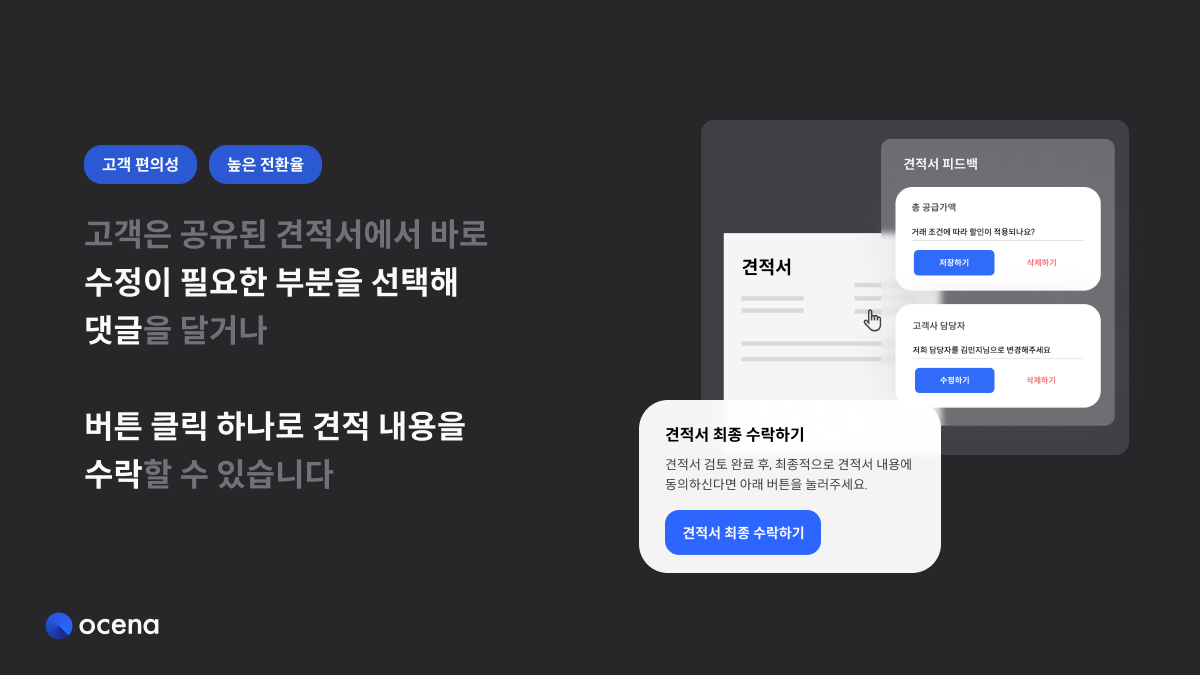 고객 편의성
높은 전환율
고객은 공유된 견적서에서 바로
수정이 필요한 부분을 선택해
댓글을 달거나
버튼 클릭 하나로 견적 내용을
수락할 수 있습니다
견적서 피드백
총 공급가액
거래 조건에 따라 할인이 적용되나요?
저장하기
삭제하기
견적서
고객사 담당자
저희 담당자를 김민지님으로 변경해주세요
수정하기
삭제하기
견적서 최종 수락하기
견적서 검토 완료 후, 최종적으로 견적서 내용에
동의하신다면 아래 버튼을 눌러주세요.
견적서 최종 수락하기
ocena